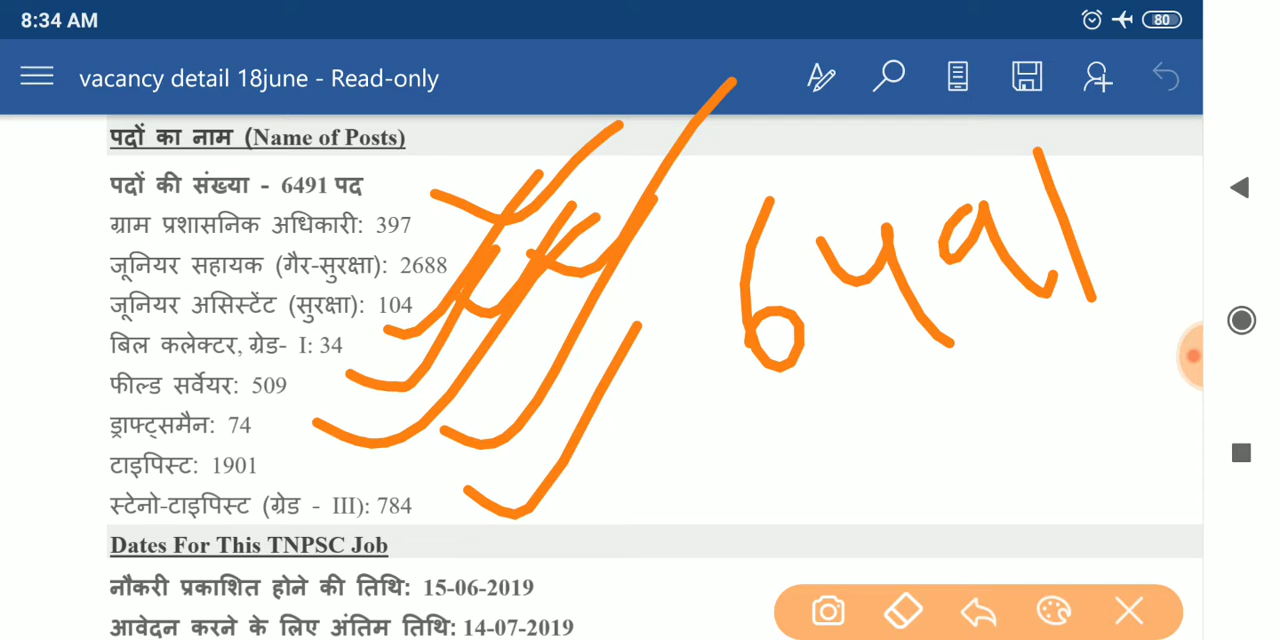 8:34 AM
80
vacancy detail 18june - Read-only
पदों का नाम (Name of Posts)
पदों की संख्या - 6491 पद
ग्राम प्रशासनिक अधिकारी: 397
जूनियर सहायक (गैर-सुरक्षा): 2688
जूनियर असिस्टेंट (सुरक्षा): 104
बिल कलेक्टर, ग्रेड- I: 34
फील्ड सर्वेयर: 509
ड्राफ्ट्समैन: 74
टाइपिस्ट: 1901
स्टेनो-टाइपिस्ट (ग्रेड - III): 784
6491
Dates For This TNPSC Job
नौकरी प्रकाशित होने की तिथि: 15-06-2019
आवेदन करने के लिए अंतिम तिथि: 14-07-2019